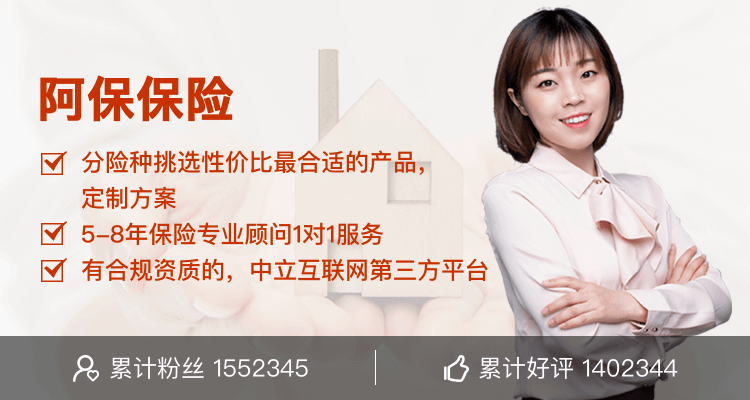 阿保保险
分险种挑选性价比最合适的产品，
定制方案
5-8年保险专业顾问1对1服务
有合规资质的，中立互联网第三方平台
累计粉丝 1552345
累计好评 1402344